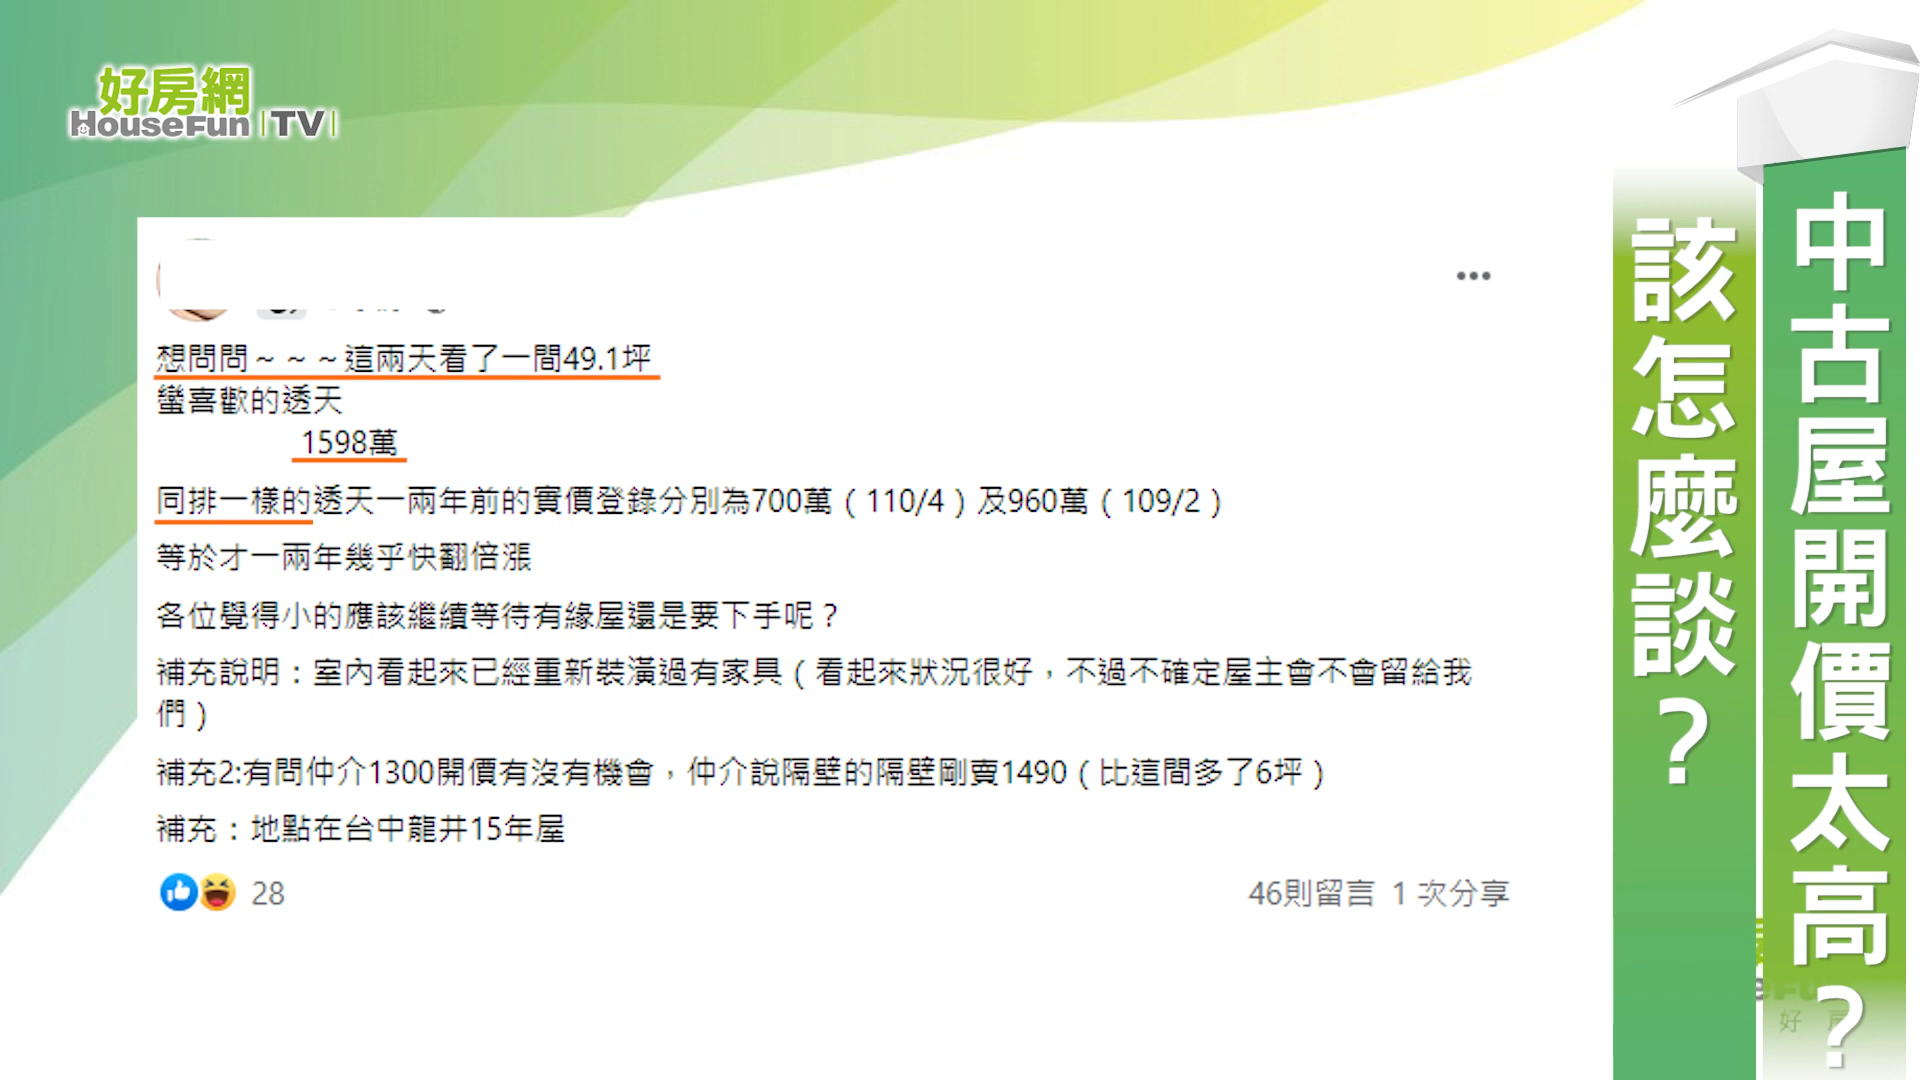 好房網
HouseFun TV
中古屋開價太高?
該怎麼談?
想問問～～～這兩天看了一間49.1坪
蠻喜歡的透天
1598萬
同排一樣的透天一兩年前的實價登錄分別為700萬（110/4）及960萬（109/2）
等於才一兩年幾乎快翻倍漲
各位覺得小的應該繼續等待有緣屋還是要下手呢？
補充說明：室內看起來已經重新裝潢過有家具（看起來狀況很好，不過不確定屋主會不會留給我
們）
補充2:有問仲介1300開價有沒有機會，仲介說隔壁的隔壁剛賣1490（比這間多了6坪）
補充：地點在台中龍井15年屋
28
46則留言 1 次分享